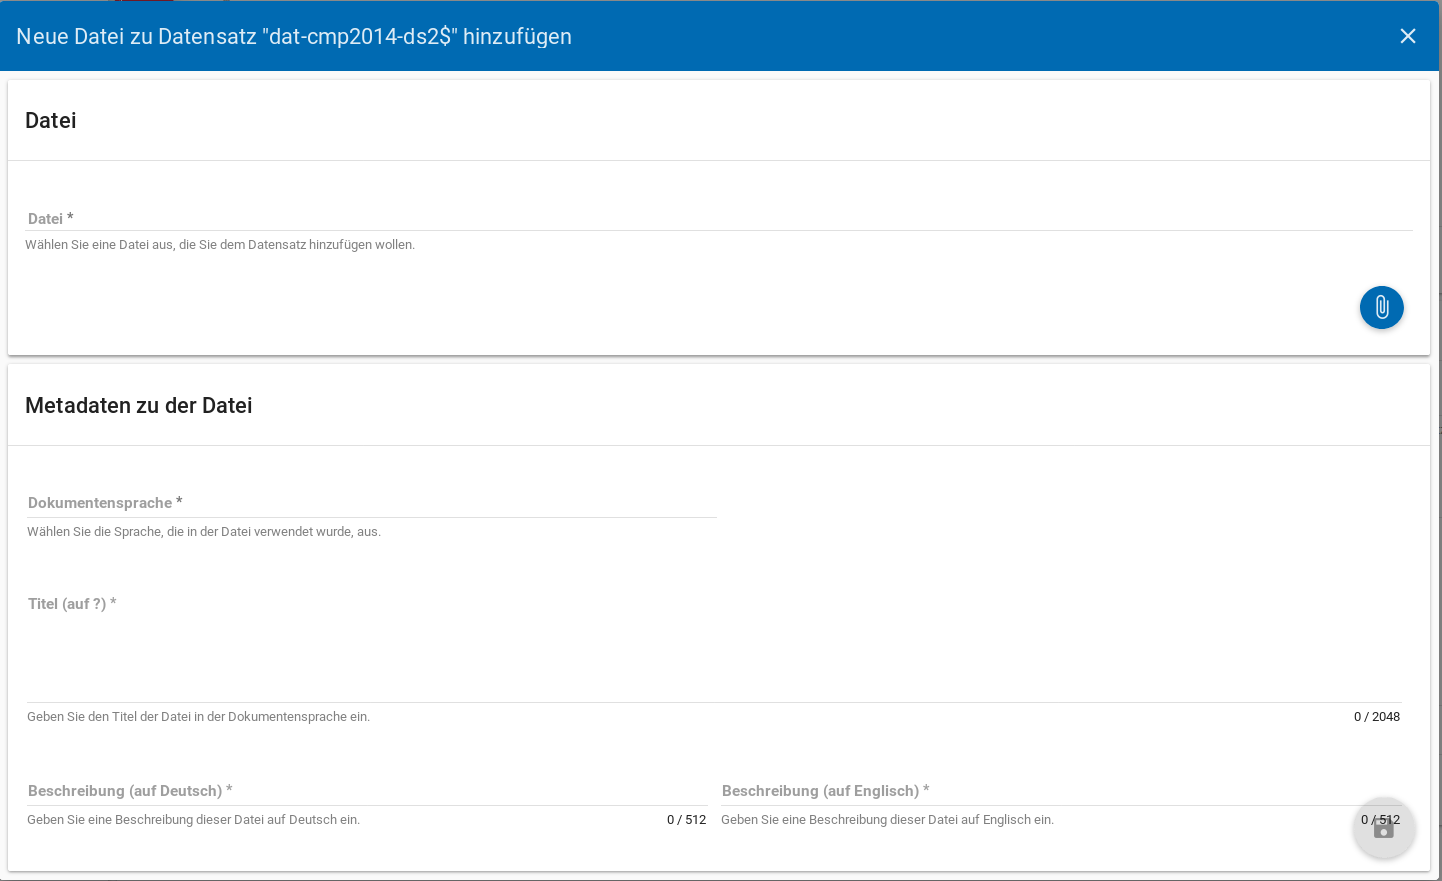 Neue Datei zu Datensatz "dat-cmp2014-ds2$" hinzufügen
Datei
Datei *
Wählen Sie eine Datei aus, die Sie dem Datensatz hinzufügen wollen.
Metadaten zu der Datei
Dokumentensprache *
Wählen Sie die Sprache, die in der Datei verwendet wurde, aus.
Titel (auf ?) *
Geben Sie den Titel der Datei in der Dokumentensprache ein. 0 / 2048
Beschreibung (auf Deutsch) * Beschreibung (auf Englisch) *
Geben Sie eine Beschreibung dieser Datei auf Deutsch ein. 0 / 512 Geben Sie eine Beschreibung dieser Datei auf Englisch ein. 0 / 512